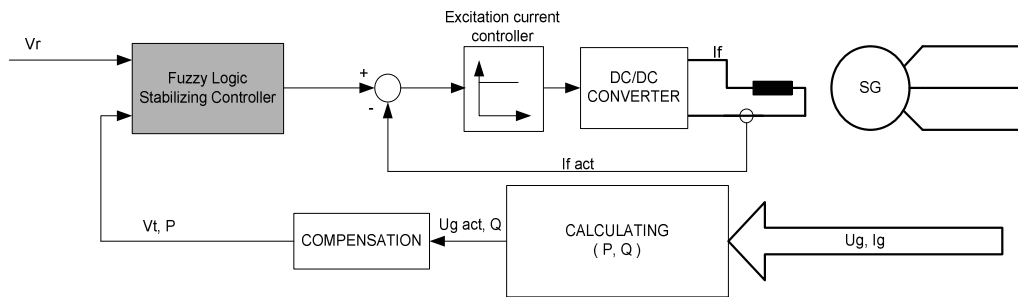 Excitation current
controller
Vr
Fuzzy Logic
Stabilizing Controller
+
-
DC/DC
CONVERTER
If
SG
If act
Vt, P
COMPENSATION
Ug act, Q
CALCULATING
( P, Q )
Ug, Ig